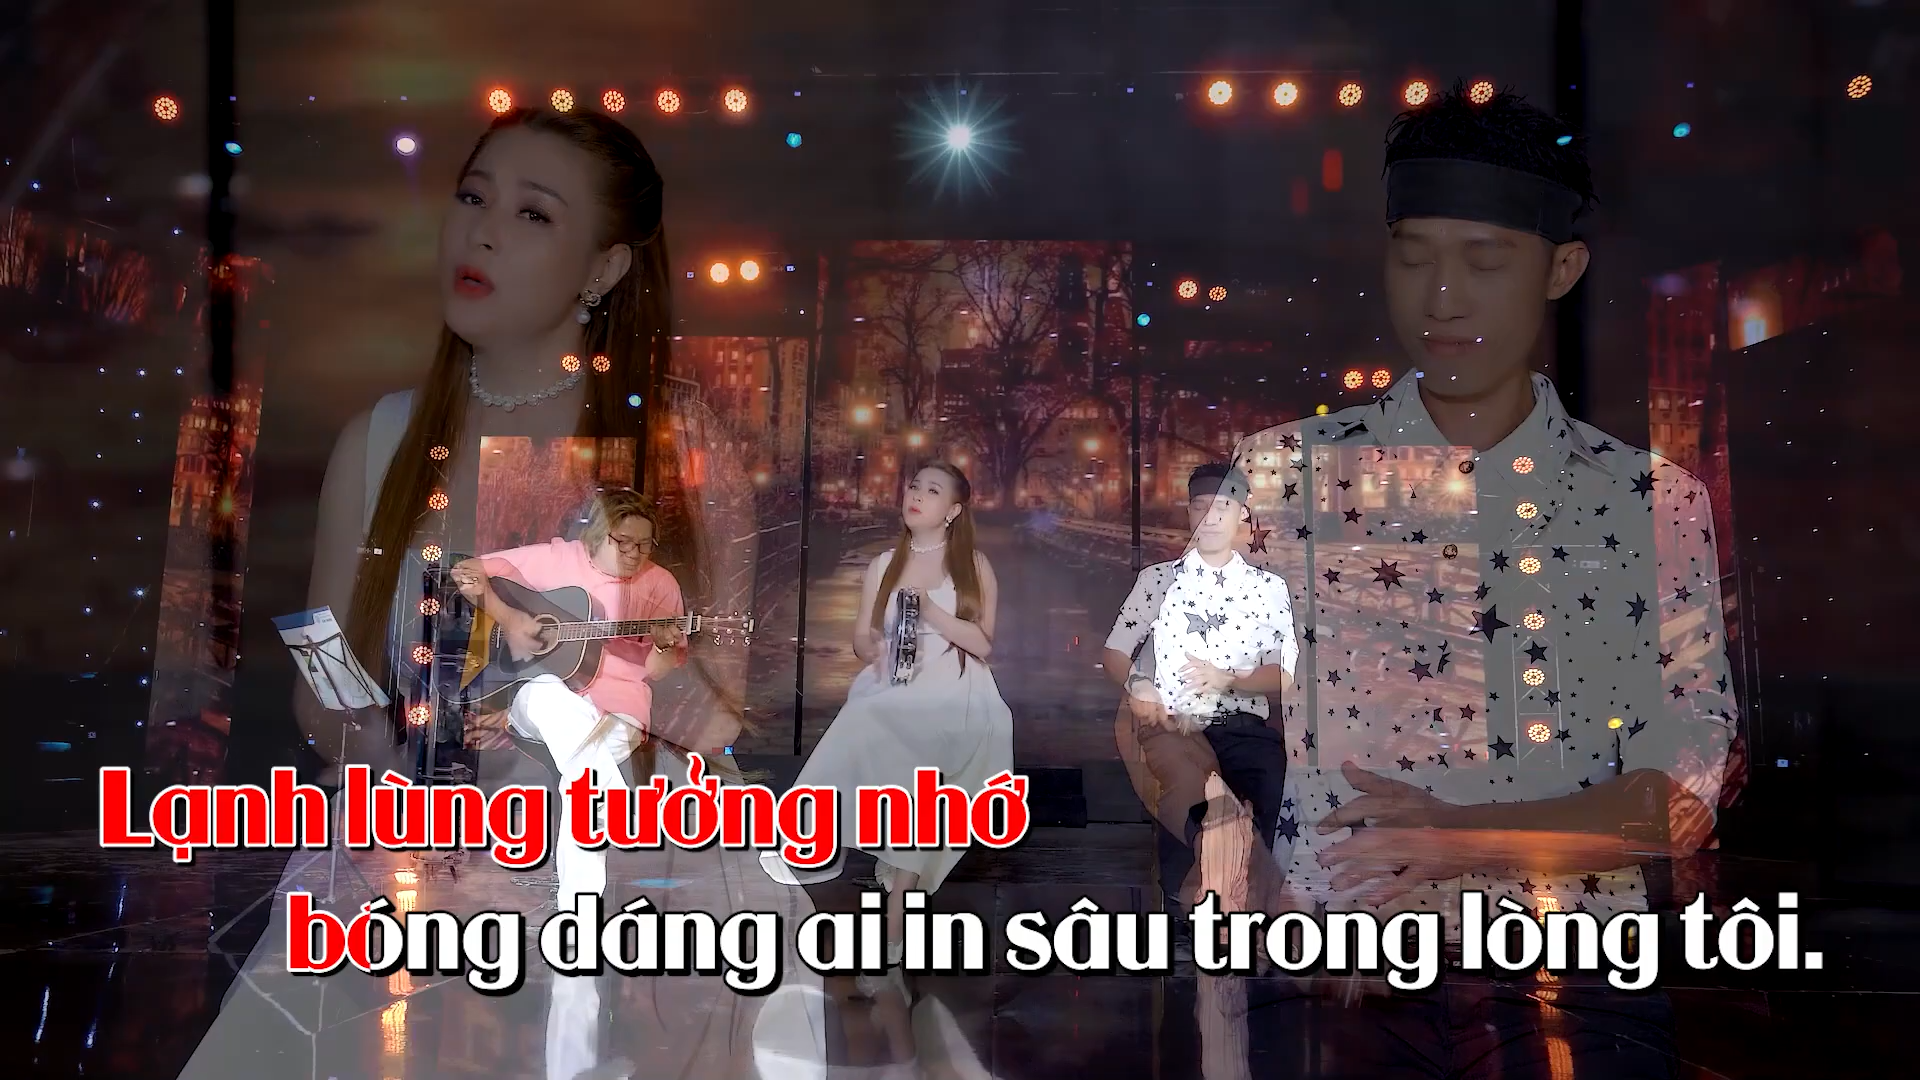 Lạnh lùng tưởng nhớ
bóng dáng ai in sâu trong lòng tôi.